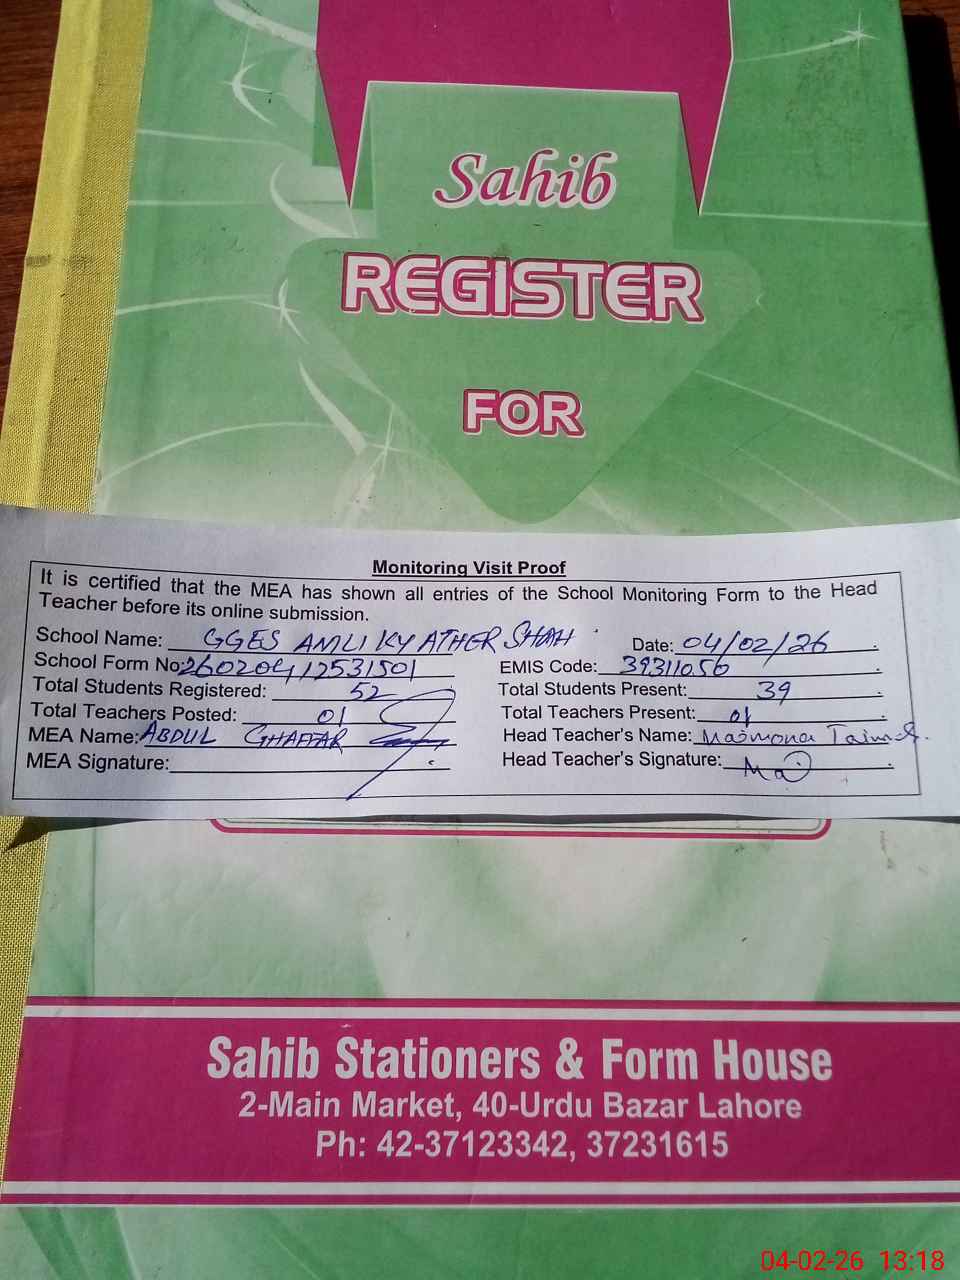 Sahib
REGISTER
FOR
Monitoring Visit Proof
It is certified that the MEA has shown all entries of the School Monitoring Form to the Head
Teacher before its online submission.
School Name: GGES AMLI KY ATHER SHAH Date: 04/02/26
School Form No: 260204112531501 EMIS Code: 39311056
Total Students Registered: 52 Total Students Present: 39
Total Teachers Posted: 01 Total Teachers Present: 01
MEA Name: ABDUL GHAFFAR Head Teacher's Name: Maimona
MEA Signature: Head Teacher's Signature: Mai
Sahib Stationers & Form House
2-Main Market, 40-Urdu Bazar Lahore
Ph: 42-37123342, 37231615
04-02-26 13:18